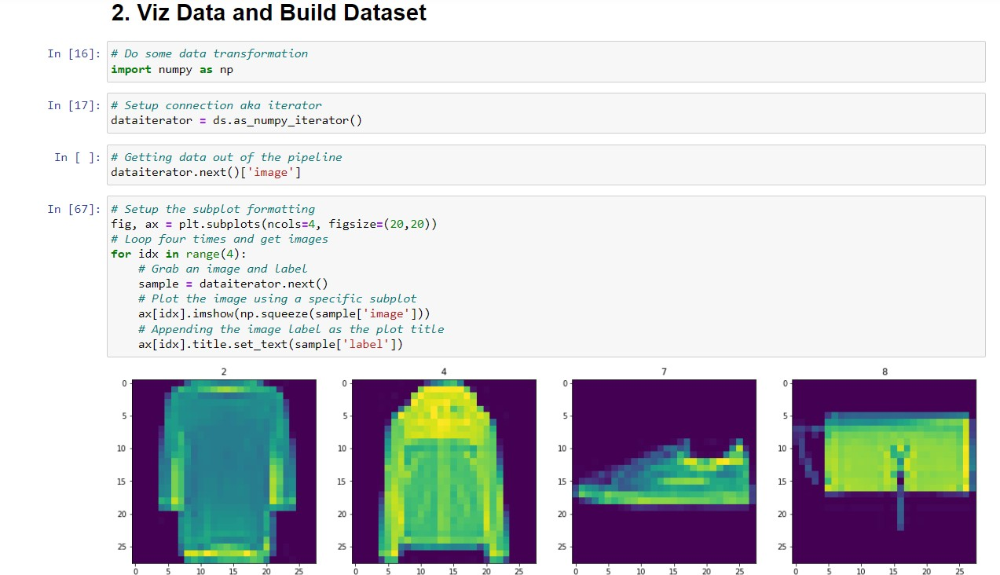 2. Viz Data and Build Dataset
In [16]: # Do some data transformation
import numpy as np
In [17]: # Setup connection aka iterator
dataiterator = ds.as_numpy_iterator()
In [ ]: # Getting data out of the pipeline
dataiterator.next()['image']
In [67]: # Setup the subplot formatting
fig, ax = plt.subplots(ncols=4, figsize=(20,20))
# Loop four times and get images
for idx in range(4):
    # Grab an image and label
    sample = dataiterator.next()
    # Plot the image using a specific subplot
    ax[idx].imshow(np.squeeze(sample['image']))
    # Appending the image label as the plot title
    ax[idx].title.set_text(sample['label'])
2 4 7 8
0 0 0 0
5 5 5 5
10 10 10 10
15 15 15 15
20 20 20 20
25 25 25 25
0 5 10 15 20 25 0 5 10 15 20 25 0 5 10 15 20 25 0 5 10 15 20 25